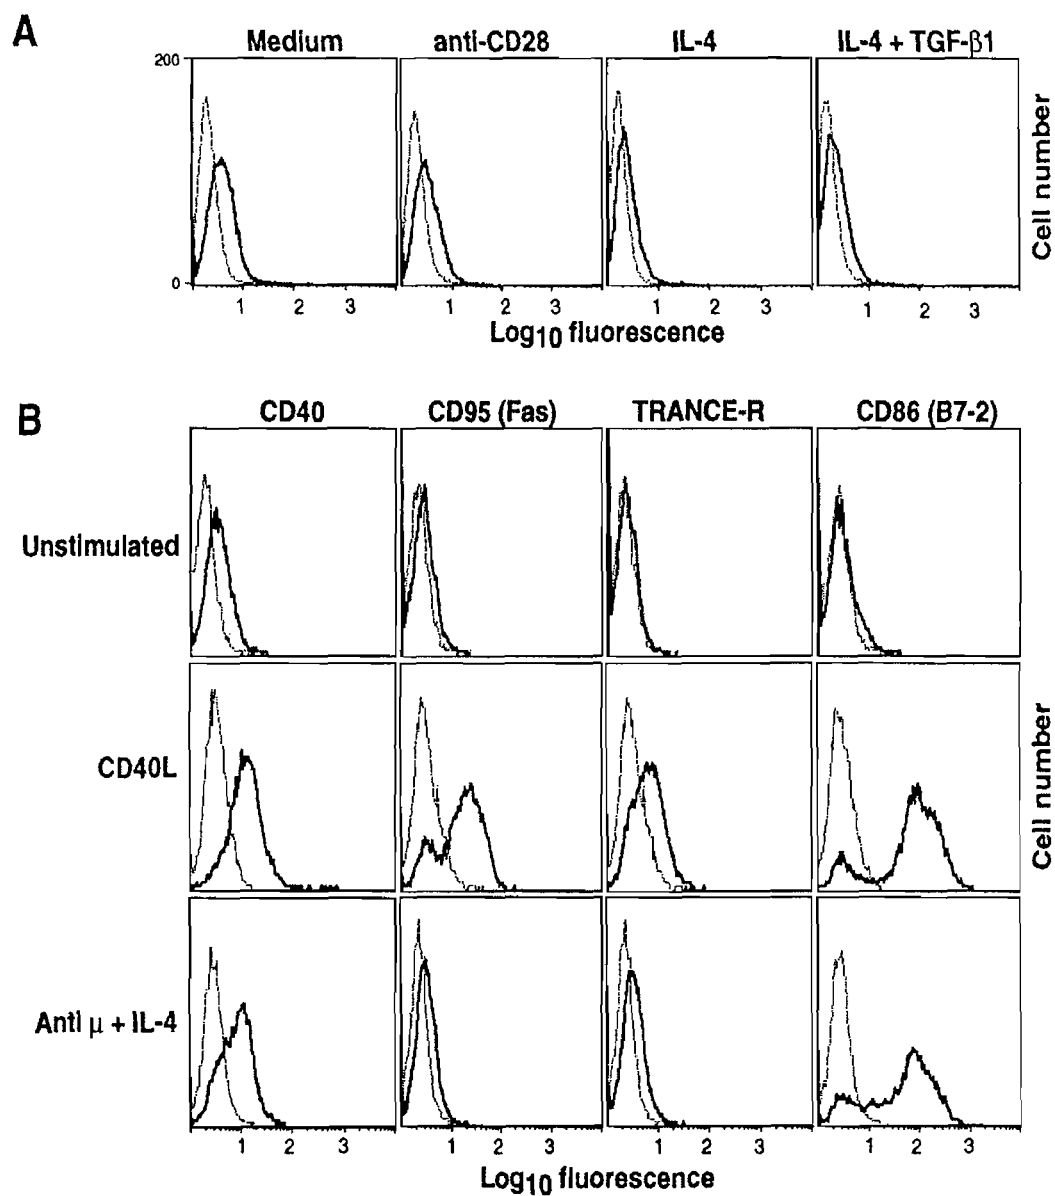 A
Medium anti-CD28 IL-4 IL-4 + TGF-β1
200
0
Cell number
1 2 3 1 2 3 1 2 3 1 2 3
Log10 fluorescence
B
CD40 CD95 (Fas) TRANCE-R CD86 (B7-2)
Unstimulated
CD40L
Cell number
Anti μ + IL-4
1 2 3 1 2 3 1 2 3 1 2 3
Log10 fluorescence